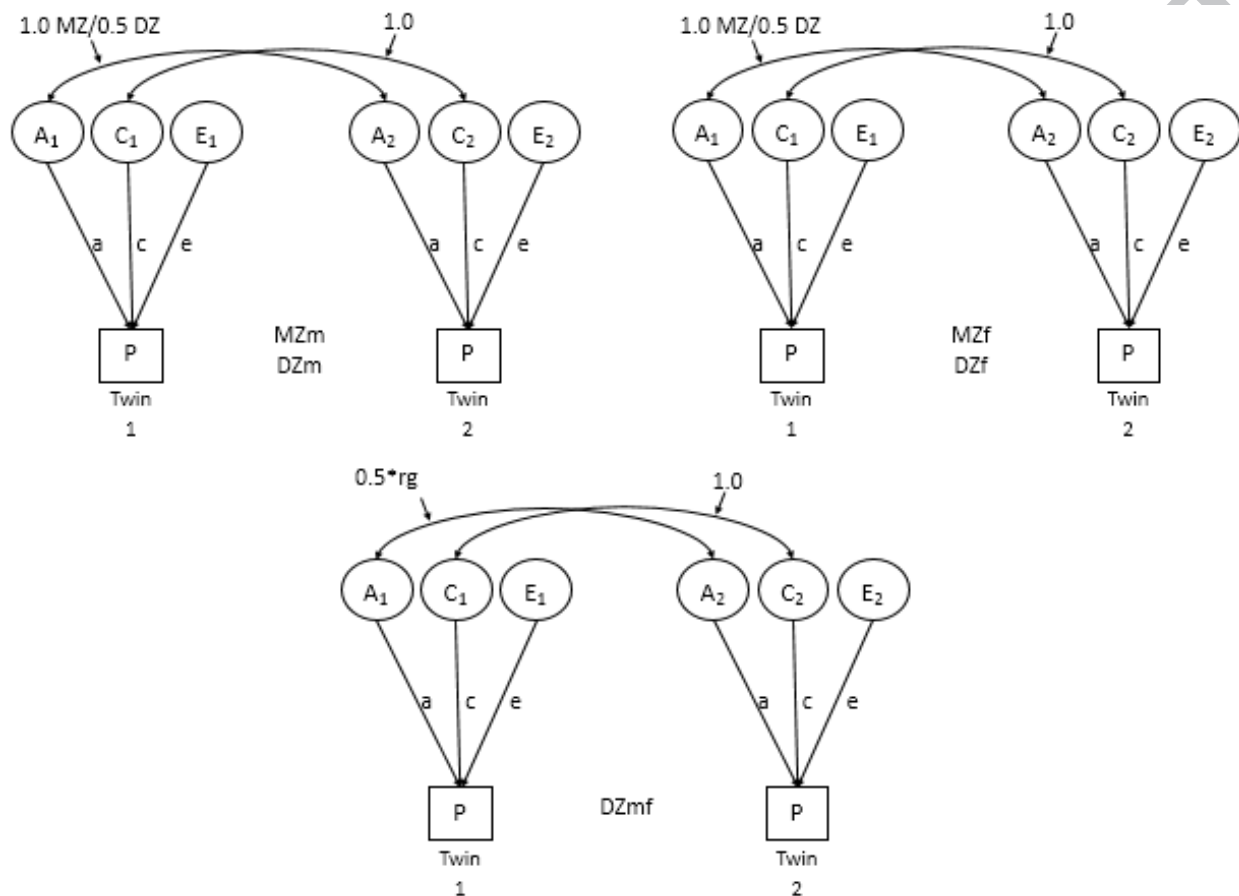 1.0 MZ/0.5 DZ
1.0
1.0 MZ/0.5 DZ
1.0
A1 C1 E1 A2 C2 E2
A1 C1 E1 A2 C2 E2
a c e a c e
a c e a c e
P MZm P
DZm
P MZf P
DZf
Twin Twin
1 2
Twin Twin
1 2
0.5*rg
1.0
A1 C1 E1 A2 C2 E2
a c e a c e
P DZmf P
Twin Twin
1 2